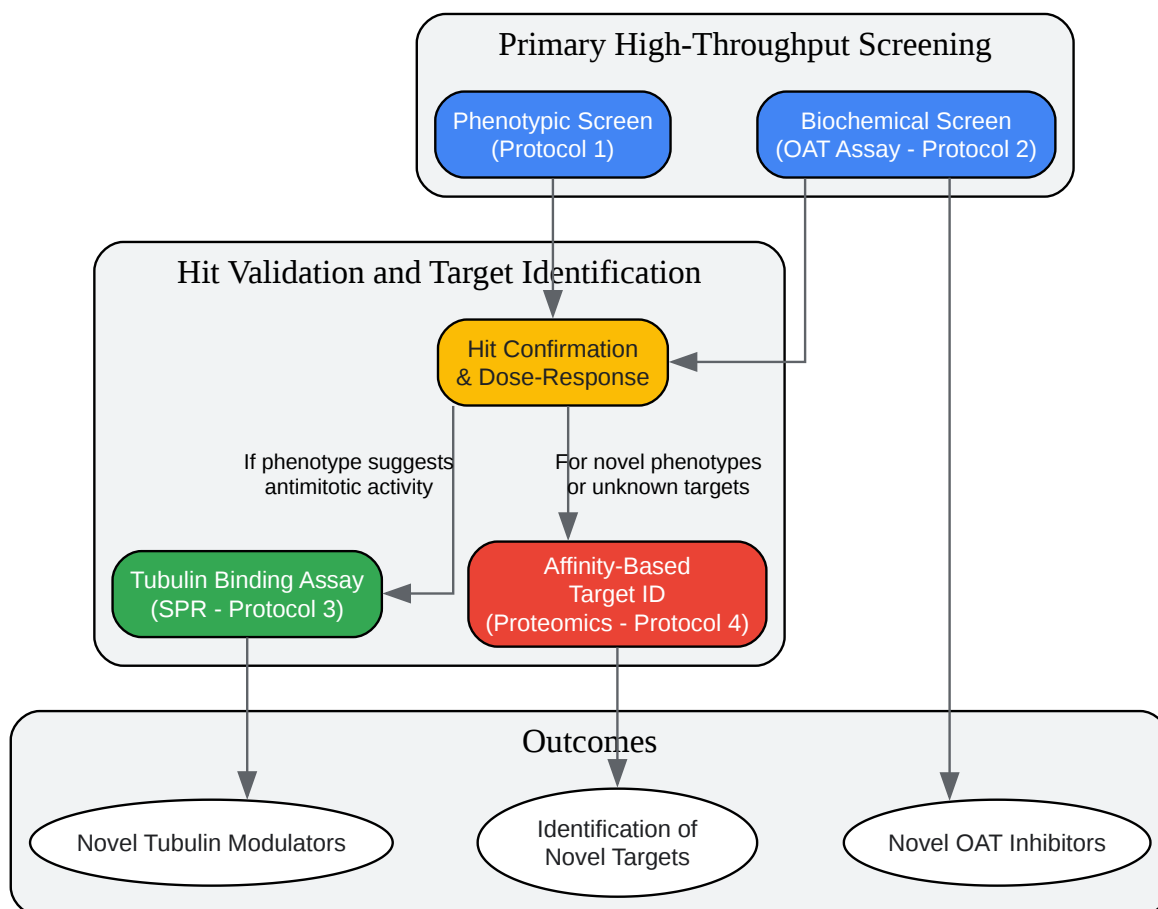 Primary High-Throughput Screening
Phenotypic Screen
(Protocol 1)
Biochemical Screen
(OAT Assay - Protocol 2)
Hit Validation and Target Identification
Hit Confirmation
& Dose-Response
If phenotype suggests
antimitotic activity
For novel phenotypes
or unknown targets
Tubulin Binding Assay
(SPR - Protocol 3)
Affinity-Based
Target ID
(Proteomics - Protocol 4)
Outcomes
Novel Tubulin Modulators
Identification of
Novel Targets
Novel OAT Inhibitors